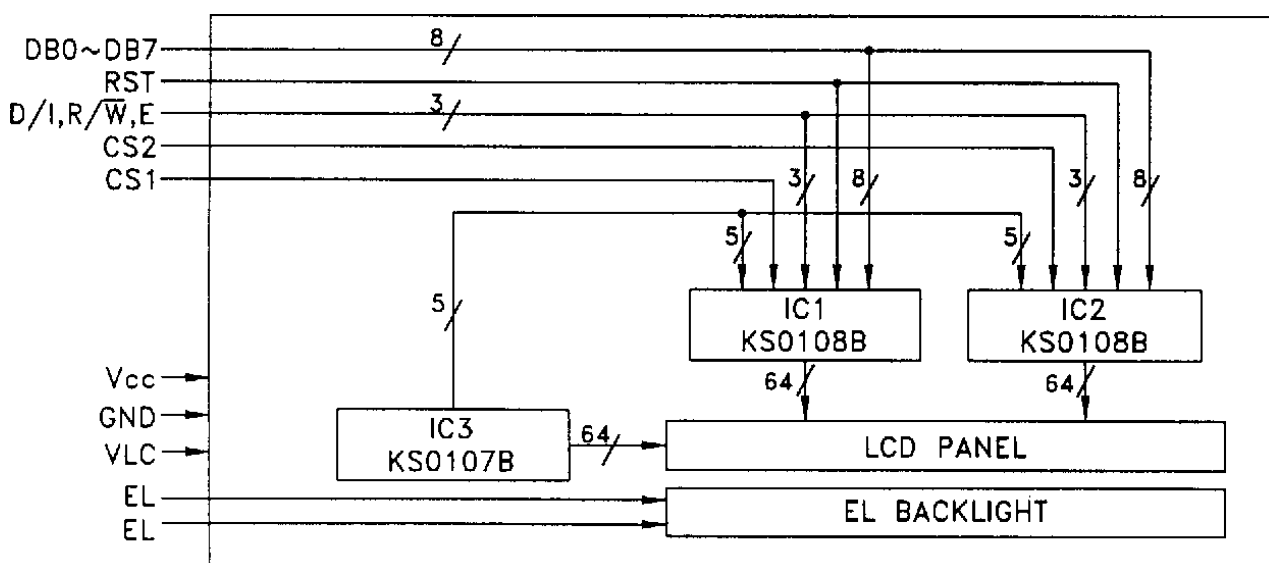 DB0~DB7
8
RST
D/I,R/W̅,E
3
CS2
CS1
3
8
3
8
5
5
5
IC1
KS0108B
IC2
KS0108B
Vcc
GND
VLC
64
64
IC3
KS0107B
64
LCD PANEL
EL
EL
EL BACKLIGHT